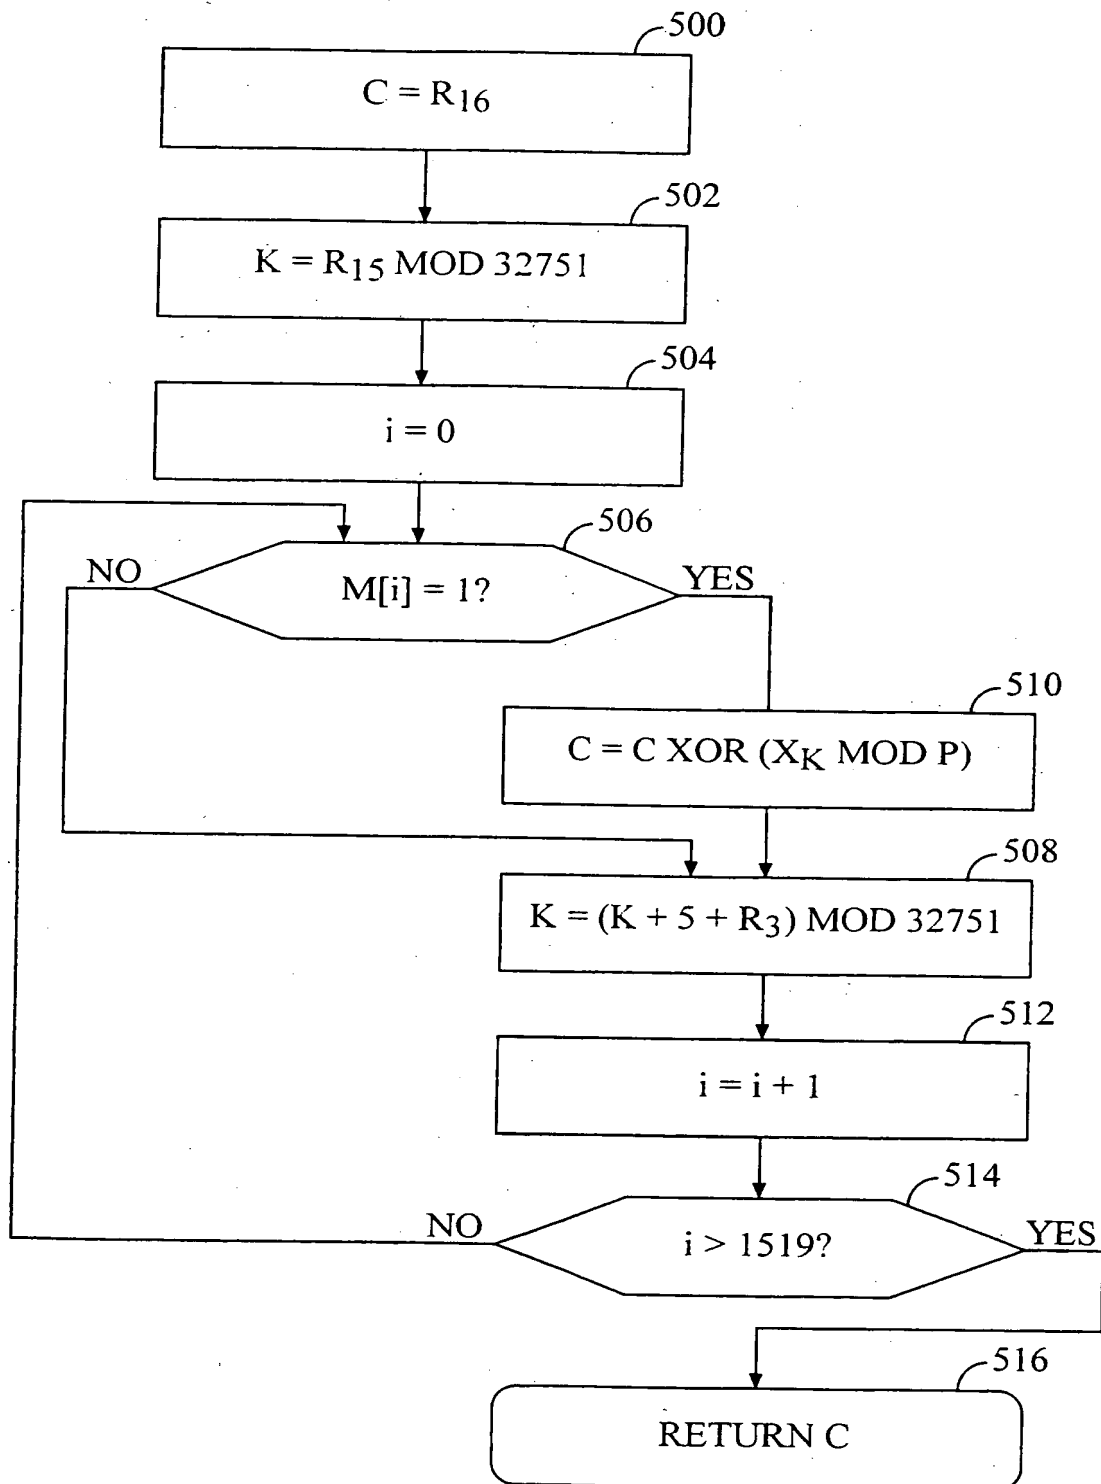 500
C = R16
502
K = R15 MOD 32751
504
i = 0
506
NO
M[i] = 1?
YES
510
C = C XOR (XK MOD P)
508
K = (K + 5 + R3) MOD 32751
512
i = i + 1
514
NO
i > 1519?
YES
516
RETURN C